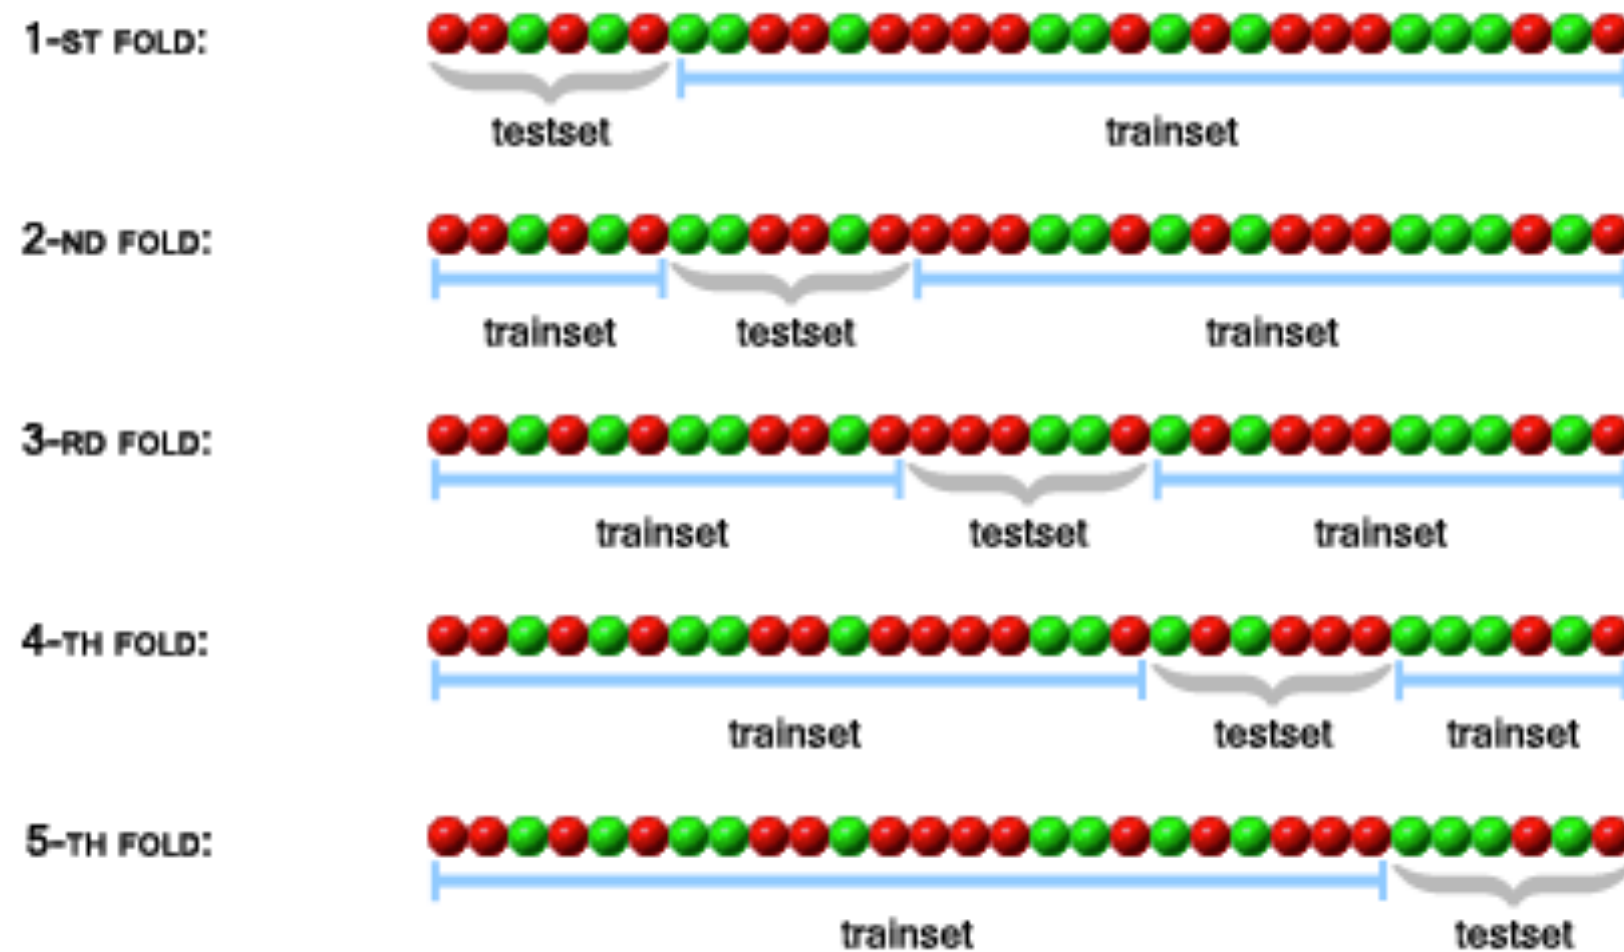 1-ST FOLD:
testset trainset
2-ND FOLD:
trainset testset trainset
3-RD FOLD:
trainset testset trainset
4-TH FOLD:
trainset testset trainset
5-TH FOLD:
trainset testset